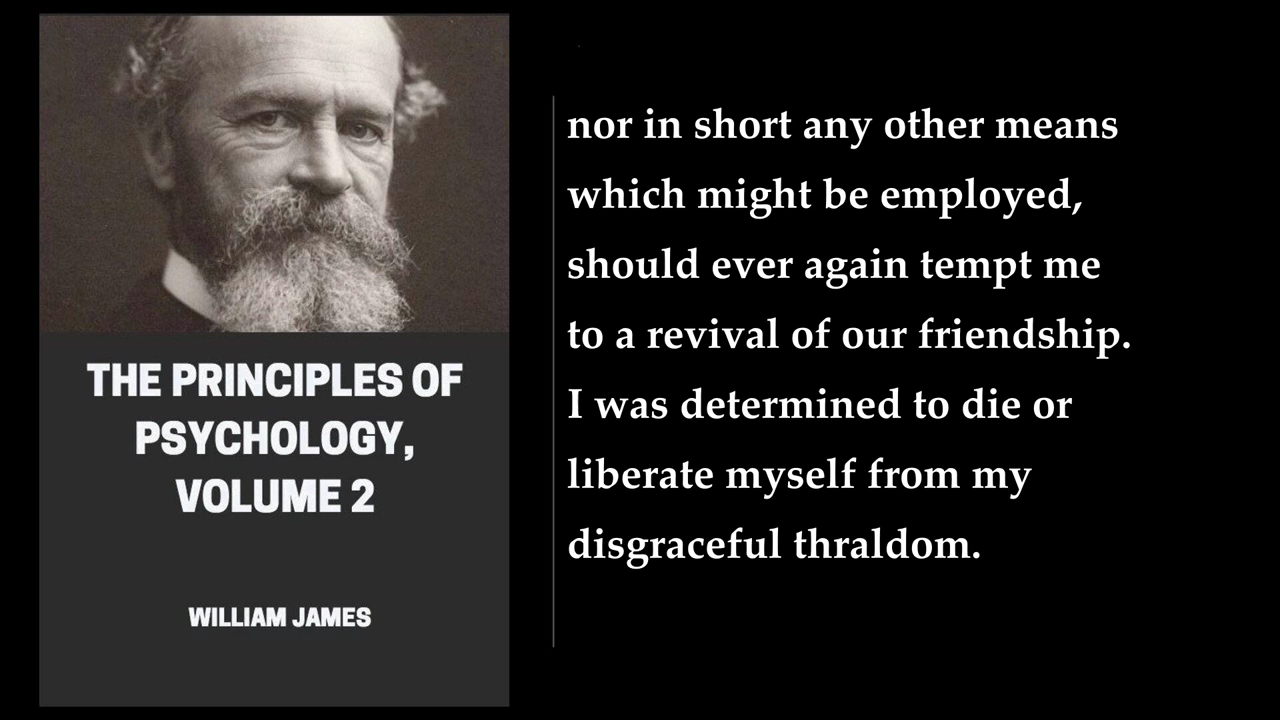 THE PRINCIPLES OF
PSYCHOLOGY,
VOLUME 2
WILLIAM JAMES
nor in short any other means
which might be employed,
should ever again tempt me
to a revival of our friendship.
I was determined to die or
liberate myself from my
disgraceful thraldom.